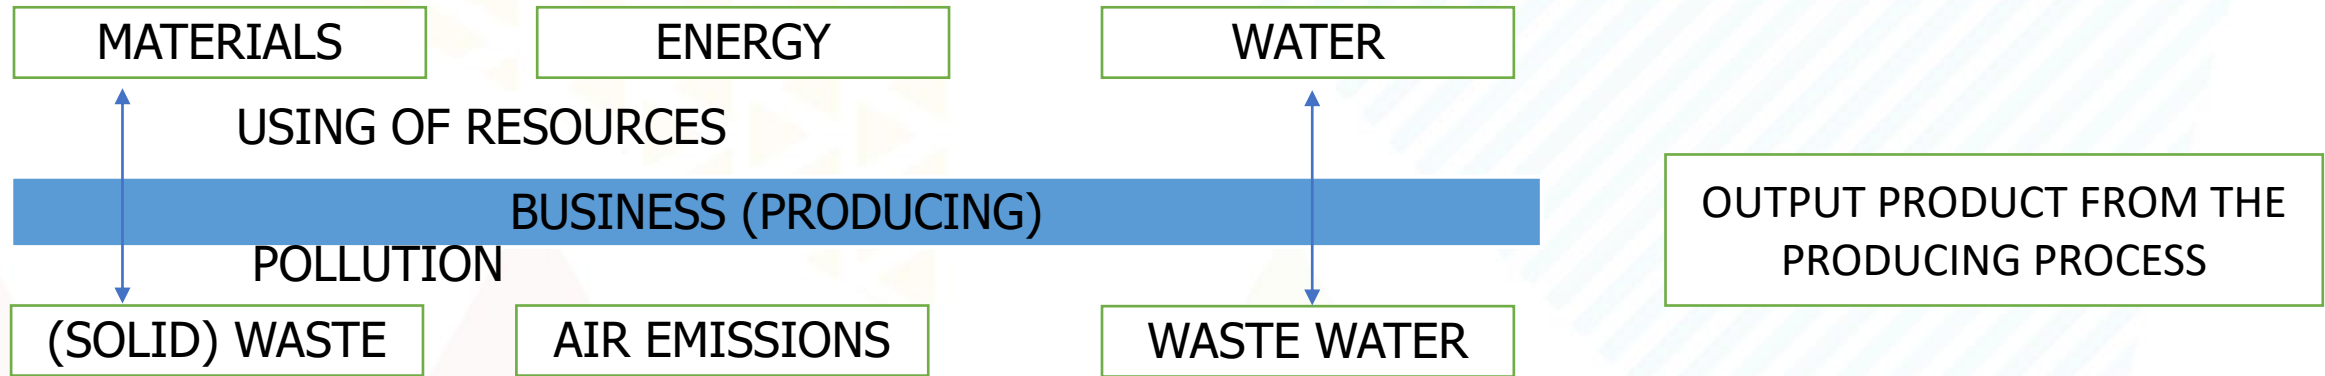 MATERIALS
ENERGY
WATER
USING OF RESOURCES
BUSINESS (PRODUCING)
OUTPUT PRODUCT FROM THE
PRODUCING PROCESS
POLLUTION
(SOLID) WASTE
AIR EMISSIONS
WASTE WATER